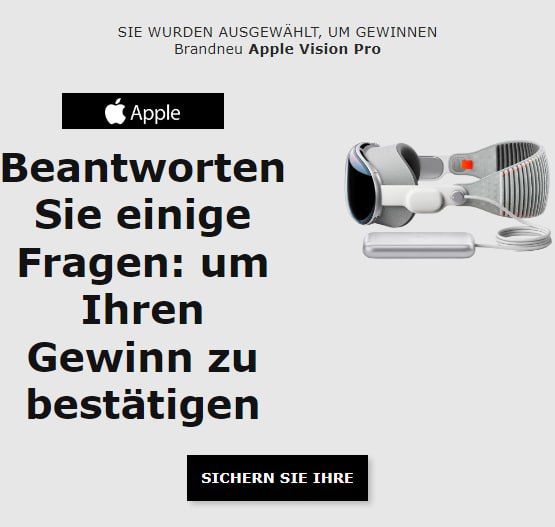 SIE WURDEN AUSGEWÄHLT, UM GEWINNEN
Brandneu Apple Vision Pro
Apple
Beantworten
Sie einige
Fragen: um
Ihren
Gewinn zu
bestätigen
SICHERN SIE IHRE